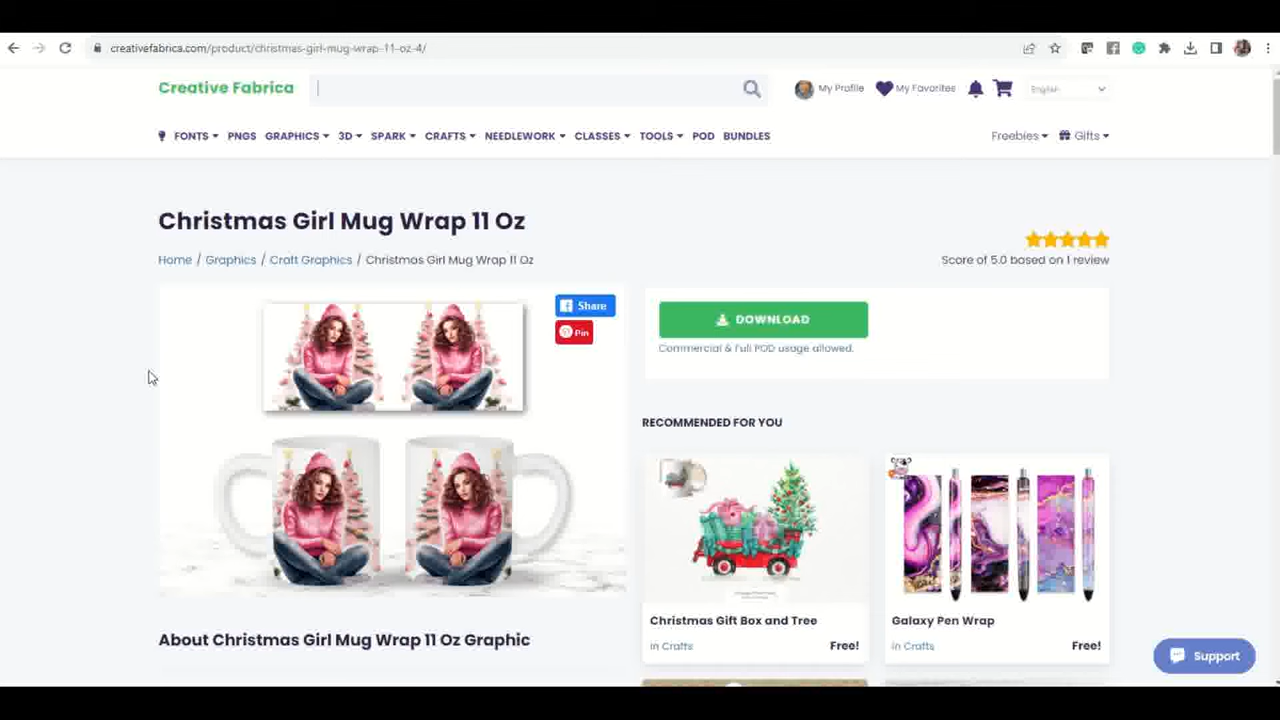 creativefabrica.com/product/christmas-girl-mug-wrap-11-oz-4/
Creative Fabrica
My Profile
My Favorites
English
FONTS PNGS GRAPHICS 3D SPARK CRAFTS NEEDLEWORK CLASSES TOOLS POD BUNDLES
Freebies Gifts
Christmas Girl Mug Wrap 11 Oz
Home / Graphics / Craft Graphics / Christmas Girl Mug Wrap 11 Oz
Score of 5.0 based on 1 review
Share
Pin
DOWNLOAD
Commercial & Full POD usage allowed.
RECOMMENDED FOR YOU
Christmas Gift Box and Tree
in Crafts Free!
Galaxy Pen Wrap
in Crafts Free!
About Christmas Girl Mug Wrap 11 Oz Graphic
Support